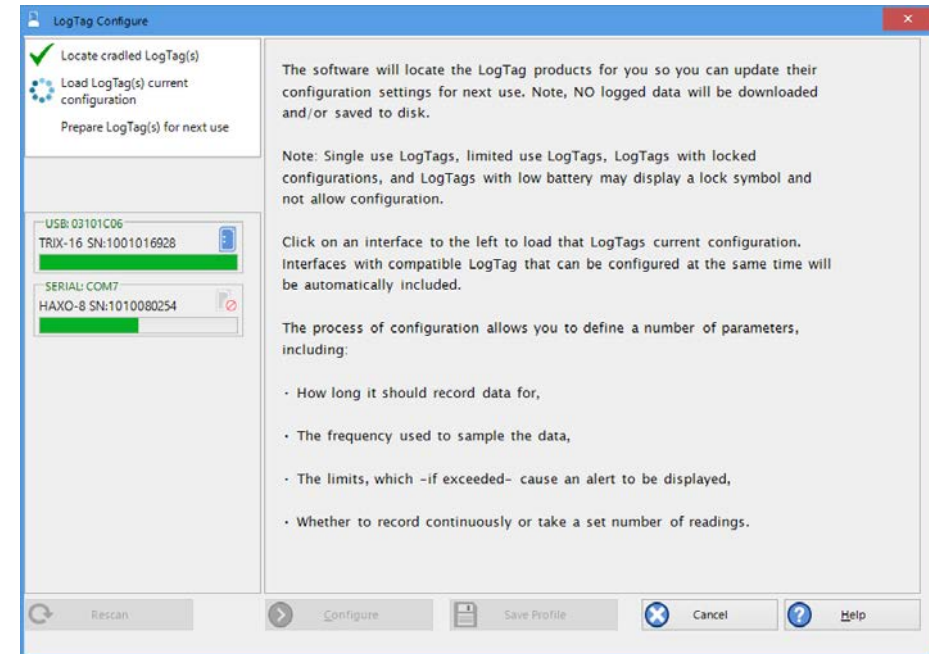 LogTag Configure
Locate cradled LogTag(s)
Load LogTag(s) current
configuration
Prepare LogTag(s) for next use
USB: 03101C06
TRIX-16 SN:1001016928
SERIAL: COM7
HAXO-8 SN:1010080254
The software will locate the LogTag products for you so you can update their
configuration settings for next use. Note, NO logged data will be downloaded
and/or saved to disk.
Note: Single use LogTags, limited use LogTags, LogTags with locked
configurations, and LogTags with low battery may display a lock symbol and
not allow configuration.
Click on an interface to the left to load that LogTags current configuration.
Interfaces with compatible LogTag that can be configured at the same time will
be automatically included.
The process of configuration allows you to define a number of parameters,
including:
· How long it should record data for,
· The frequency used to sample the data,
· The limits, which -if exceeded- cause an alert to be displayed,
· Whether to record continuously or take a set number of readings.
Rescan
Configure
Save Profile
Cancel
Help